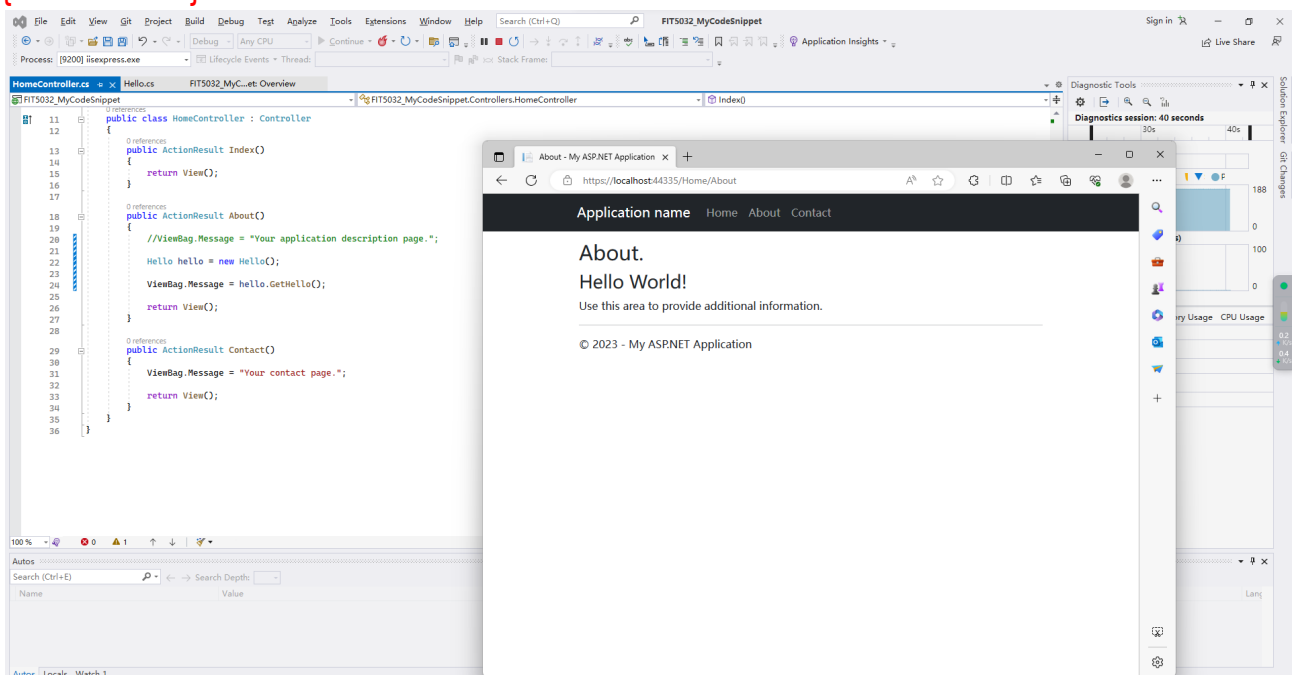 File Edit View Git Project Build Debug Test Analyze Tools Extensions Window Help Search (Ctrl+Q) FIT5032_MyCodeSnippet Sign in
Debug Any CPU Continue Application Insights Live Share
Process: [9200] iisexpress.exe Lifecycle Events Thread: Stack Frame:
HomeController.cs Hello.cs FIT5032_MyC...et: Overview
FIT5032_MyCodeSnippet FIT5032_MyCodeSnippet.Controllers.HomeController Index()
0 references
11 public class HomeController : Controller
12 {
0 references
13 public ActionResult Index()
14 {
15 return View();
16 }
17
0 references
18 public ActionResult About()
19 {
20 //ViewBag.Message = "Your application description page.";
21
22 Hello hello = new Hello();
23
24 ViewBag.Message = hello.GetHello();
25
26 return View();
27 }
28
0 references
29 public ActionResult Contact()
30 {
31 ViewBag.Message = "Your contact page.";
32
33 return View();
34 }
35 }
36 }
100 % 0 1
Autos
Search (Ctrl+E) Search Depth:
Name Value Lang
Autos Locals Watch 1
About - My ASP.NET Application
https://localhost:44335/Home/About
Application name Home About Contact
About.
Hello World!
Use this area to provide additional information.
© 2023 - My ASP.NET Application
Diagnostic Tools
Diagnostics session: 40 seconds
30s 40s
188
0
100
0
ry Usage CPU Usage
Solution Explorer
Git Changes